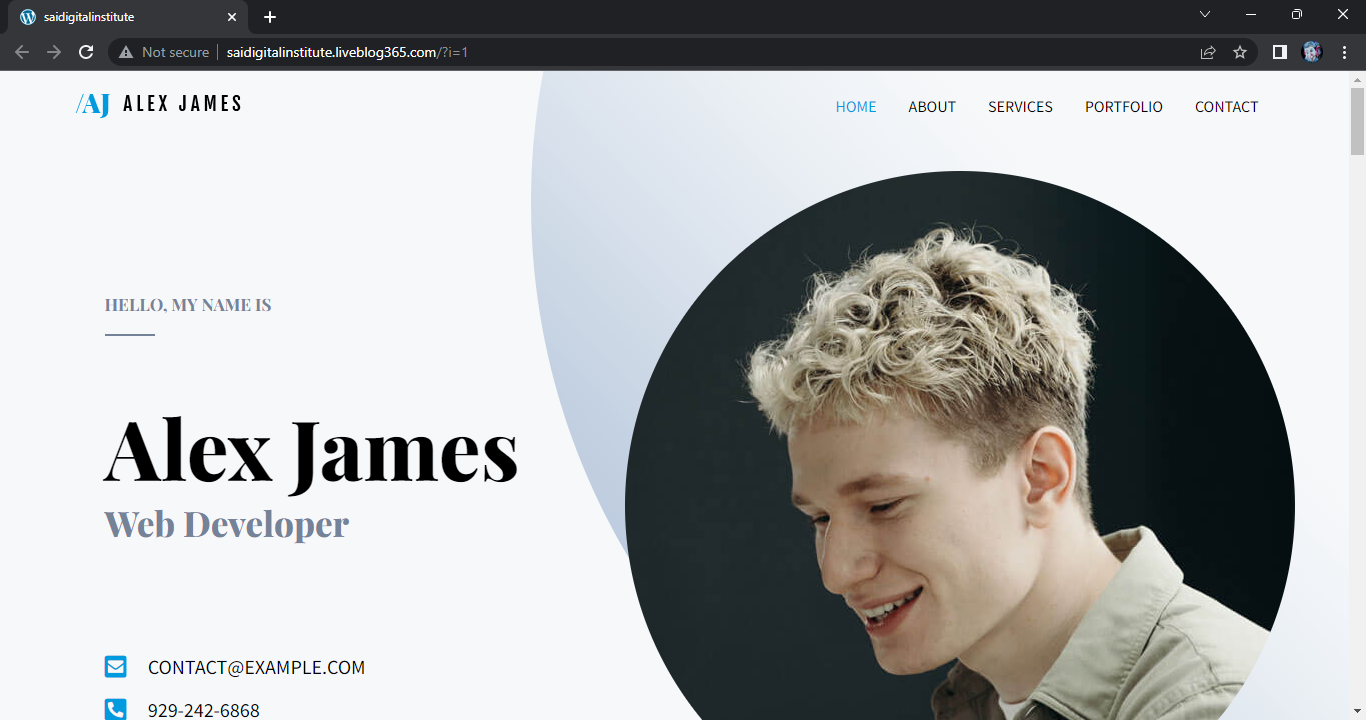 saidigitalinstitute
Not secure
saidigitalinstitute.liveblog365.com/?i=1
/AJ ALEX JAMES
HOME ABOUT SERVICES PORTFOLIO CONTACT
HELLO, MY NAME IS
Alex James
Web Developer
CONTACT@EXAMPLE.COM
929-242-6868